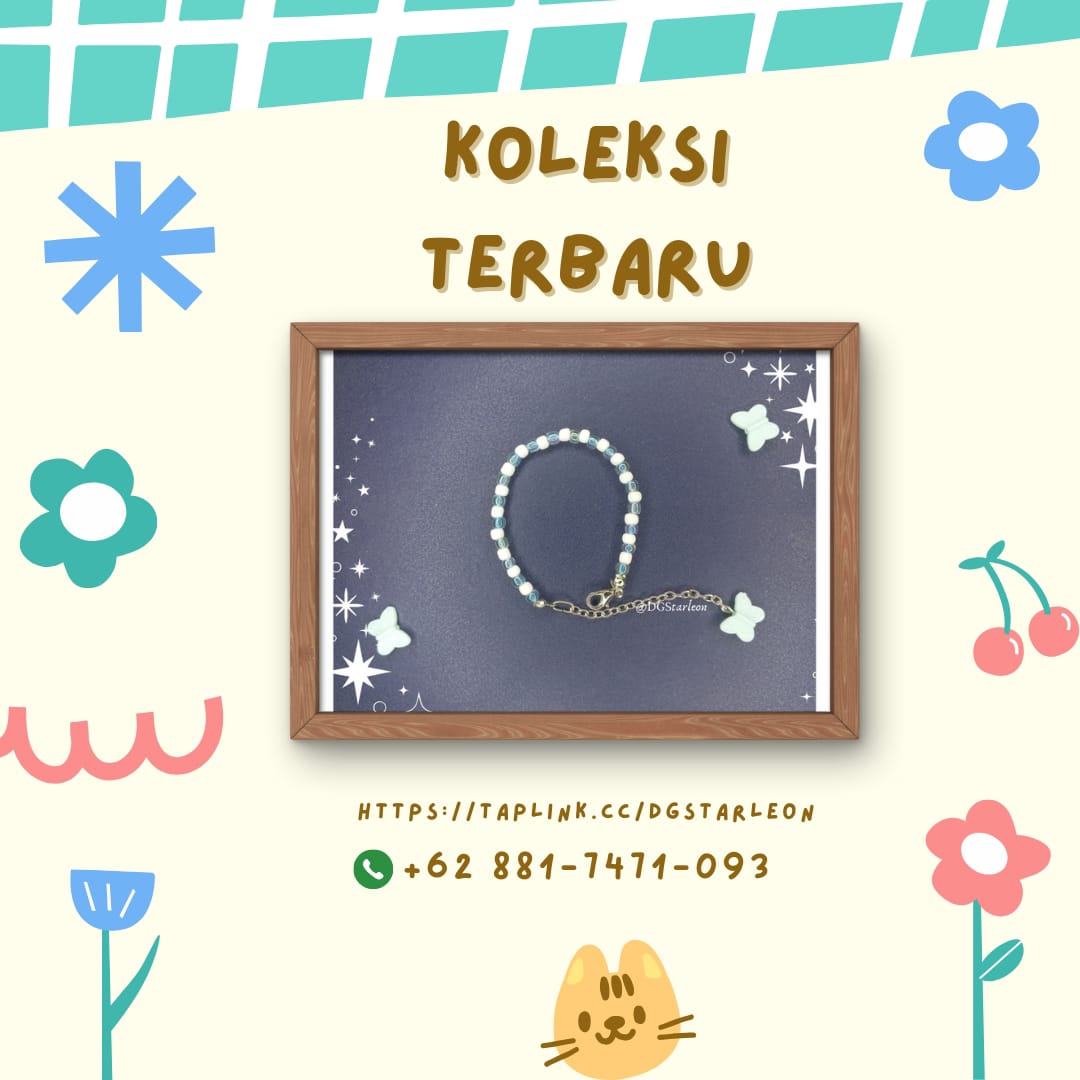 KOLEKSI
TERBARU
@DGStarleon
HTTPS://TAPLINK.CC/DGSTARLEON
+62 881-7471-093